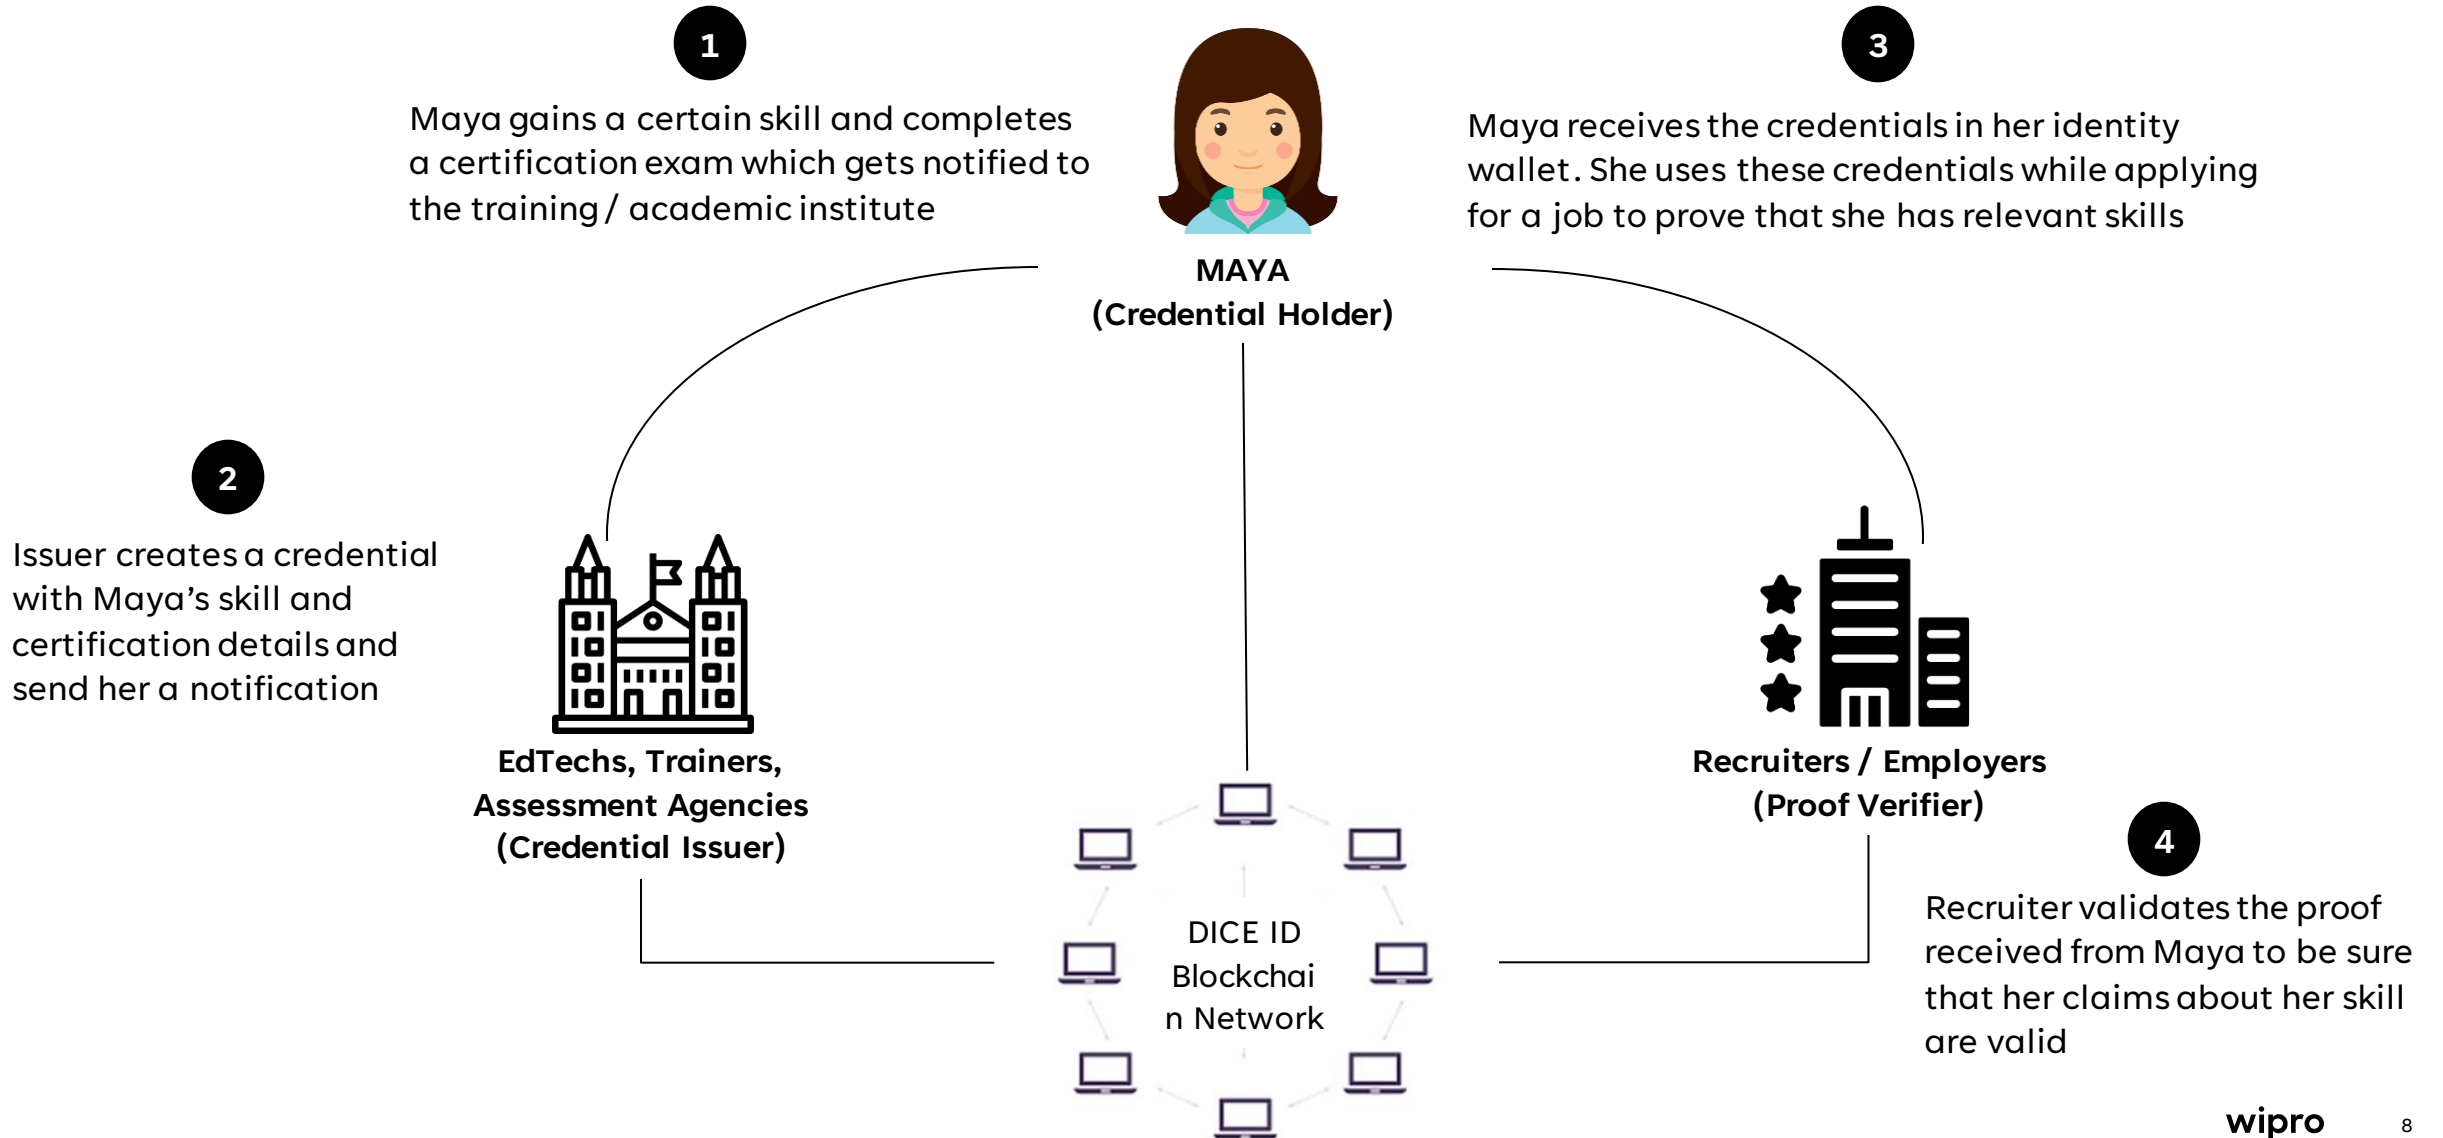 1
Maya gains a certain skill and completes
a certification exam which gets notified to
the training / academic institute
MAYA
(Credential Holder)
3
Maya receives the credentials in her identity
wallet. She uses these credentials while applying
for a job to prove that she has relevant skills
2
Issuer creates a credential
with Maya’s skill and
certification details and
send her a notification
EdTechs, Trainers,
Assessment Agencies
(Credential Issuer)
DICE ID
Blockchai
n Network
Recruiters / Employers
(Proof Verifier)
4
Recruiter validates the proof
received from Maya to be sure
that her claims about her skill
are valid
wipro
8